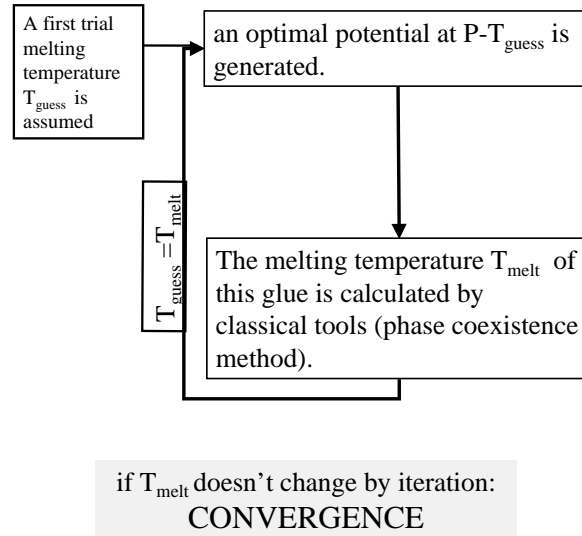 A first trial
melting
temperature
T_guess is
assumed
an optimal potential at P-T_guess is
generated.
T_guess =T_melt
The melting temperature T_melt of
this glue is calculated by
classical tools (phase coexistence
method).
if T_melt doesn't change by iteration:
CONVERGENCE